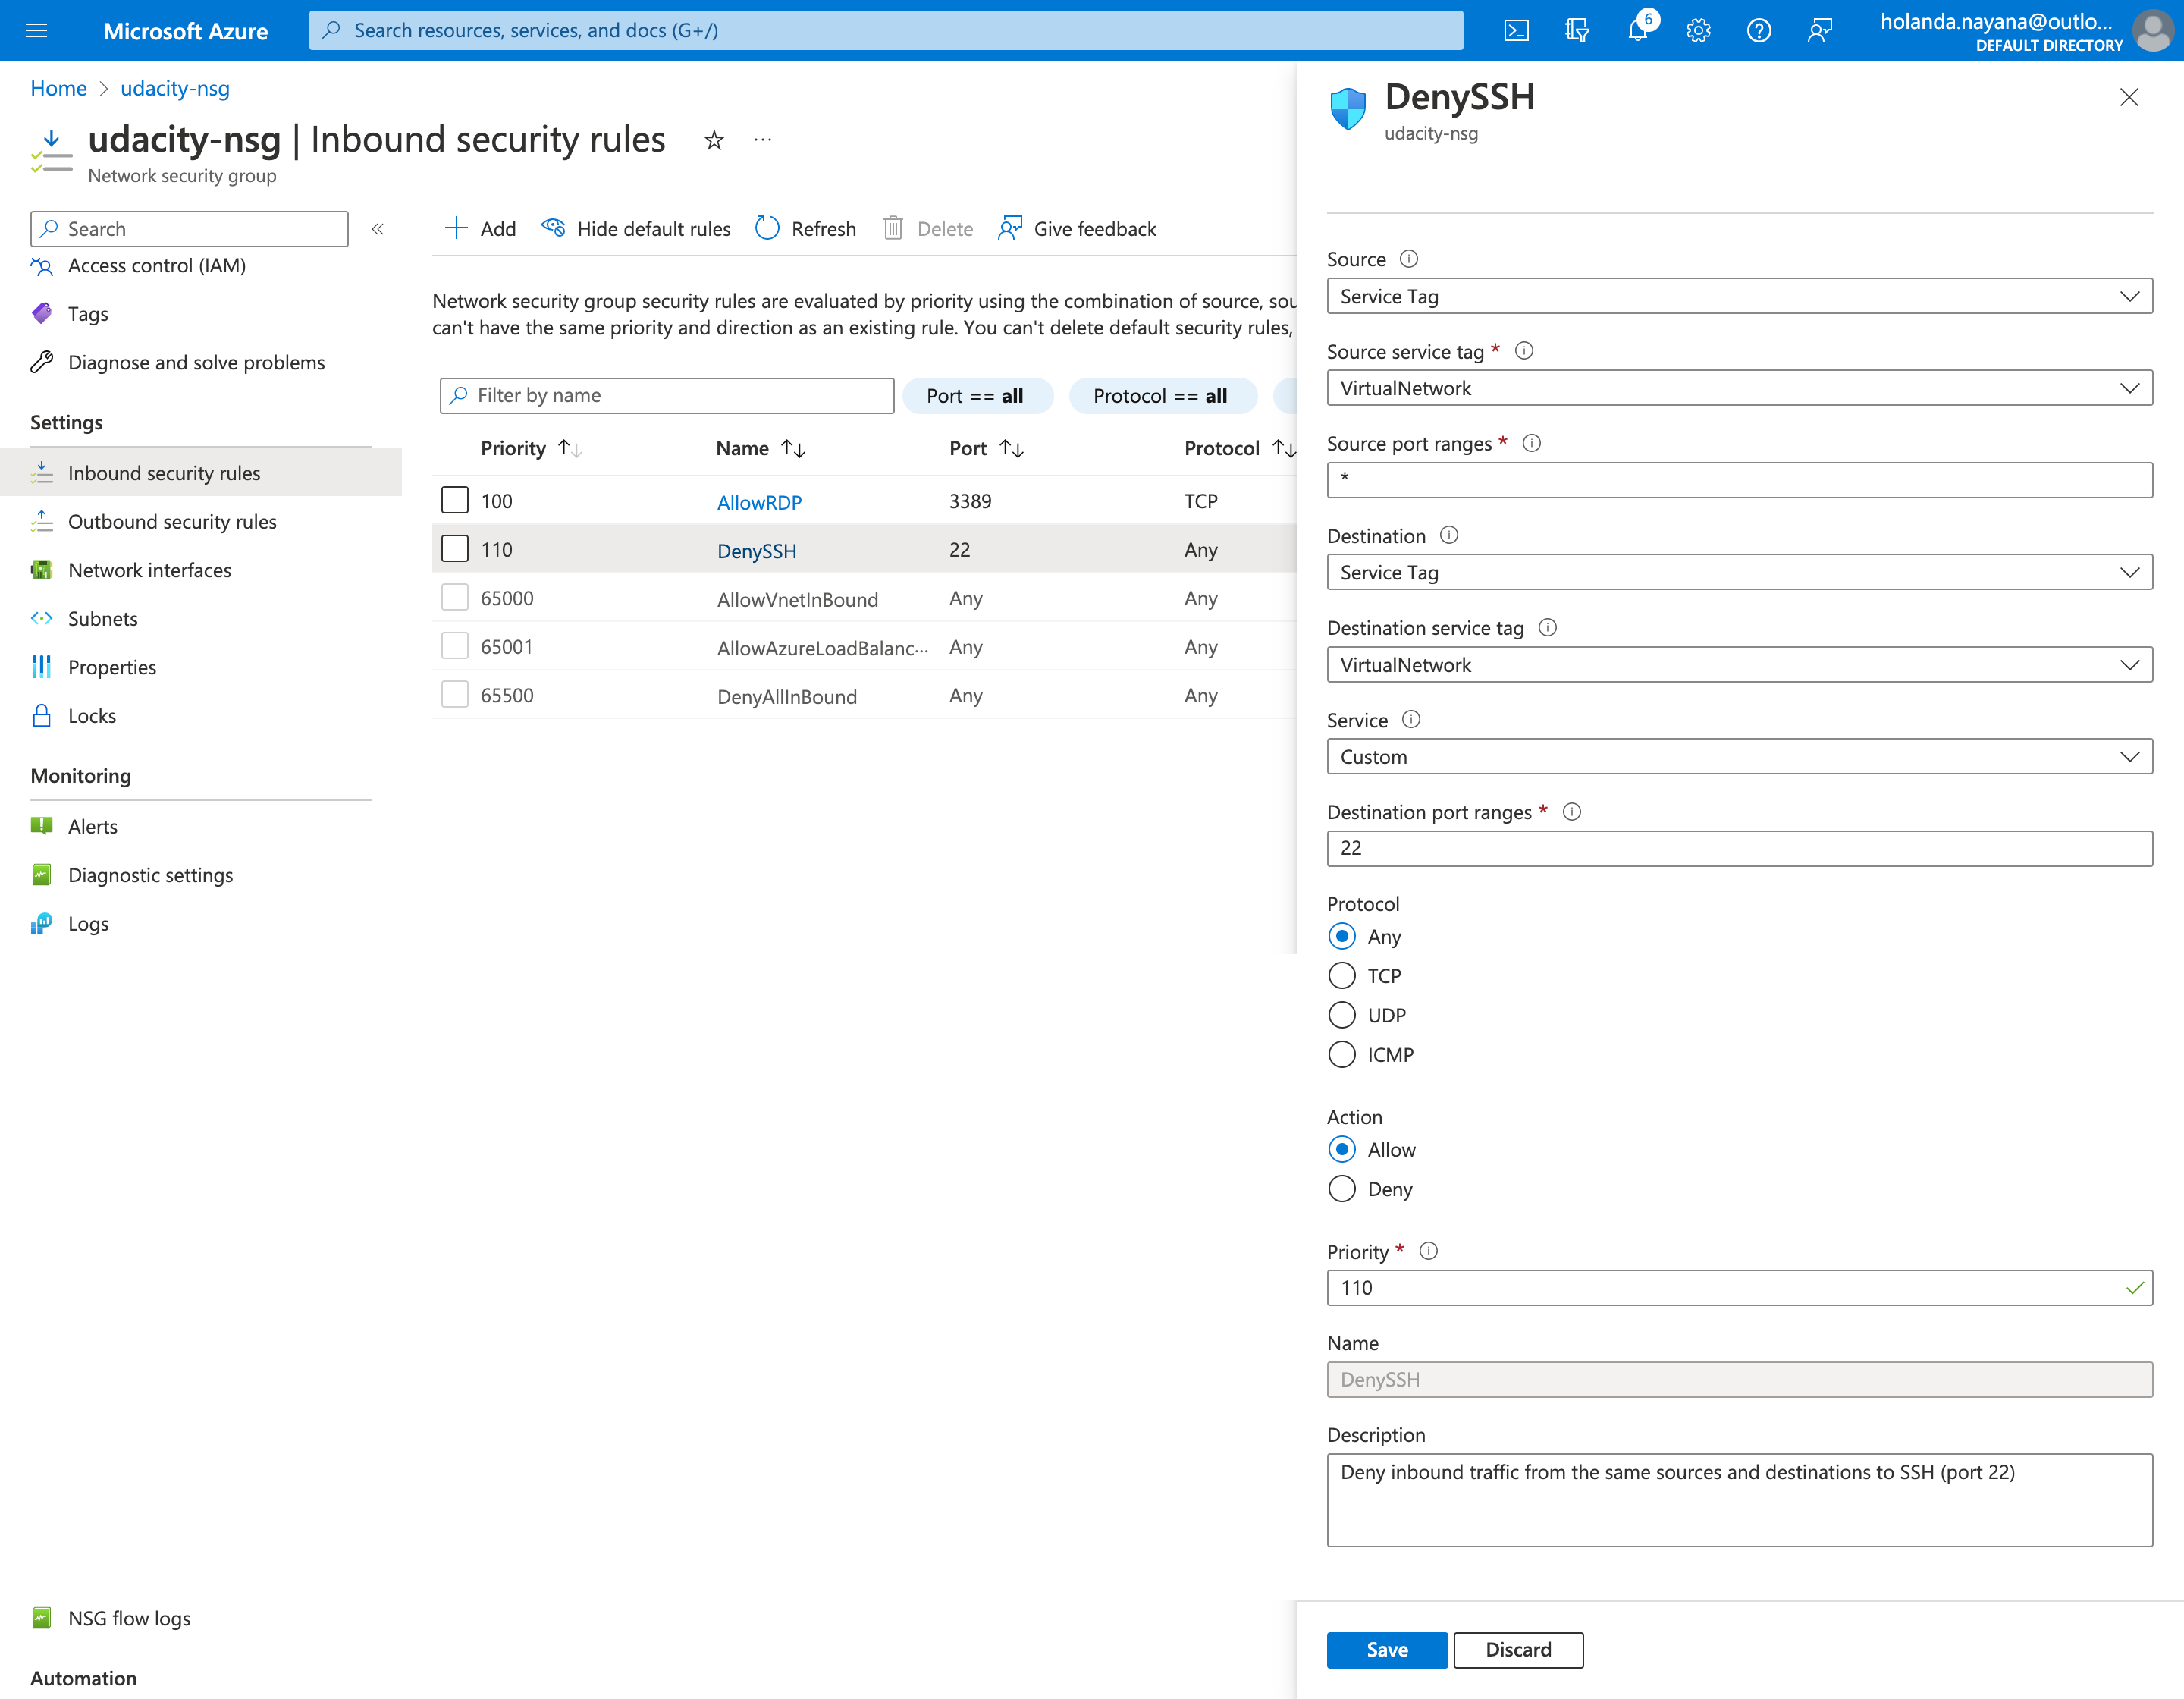 Microsoft Azure
Search resources, services, and docs (G+/)
6
holanda.nayana@outlo...
DEFAULT DIRECTORY
Home > udacity-nsg
udacity-nsg | Inbound security rules
Network security group
Search
Access control (IAM)
Tags
Diagnose and solve problems
Settings
Inbound security rules
Outbound security rules
Network interfaces
Subnets
Properties
Locks
Monitoring
Alerts
Diagnostic settings
Logs
NSG flow logs
Automation
Add Hide default rules Refresh Delete Give feedback
Network security group security rules are evaluated by priority using the combination of source, sou
can't have the same priority and direction as an existing rule. You can't delete default security rules,
Filter by name Port == all Protocol == all
Priority Name Port Protocol
100 AllowRDP 3389 TCP
110 DenySSH 22 Any
65000 AllowVnetInBound Any Any
65001 AllowAzureLoadBalanc... Any Any
65500 DenyAllInBound Any Any
DenySSH
udacity-nsg
Source
Service Tag
Source service tag *
VirtualNetwork
Source port ranges *
*
Destination
Service Tag
Destination service tag
VirtualNetwork
Service
Custom
Destination port ranges *
22
Protocol
Any
TCP
UDP
ICMP
Action
Allow
Deny
Priority *
110
Name
DenySSH
Description
Deny inbound traffic from the same sources and destinations to SSH (port 22)
Save Discard